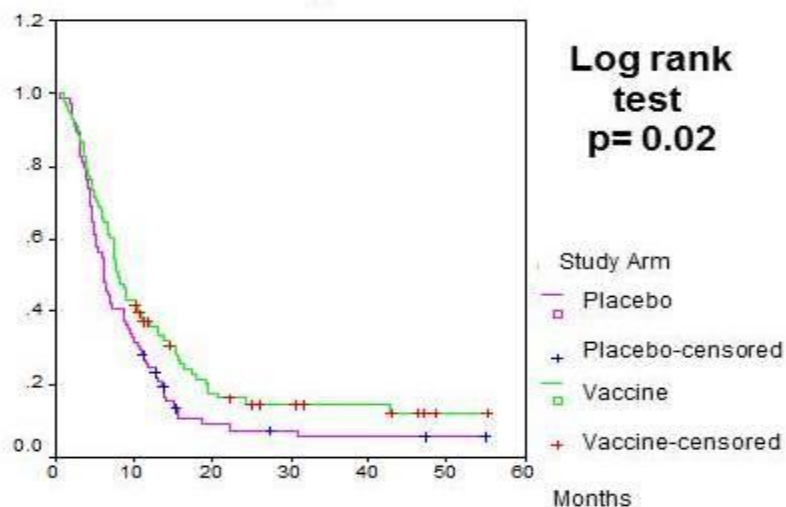 1.2
1.0
.8
.6
.4
.2
0.0
0 10 20 30 40 50 60
Months
Log rank
test
p= 0.02
Study Arm
Placebo
Placebo-censored
Vaccine
Vaccine-censored